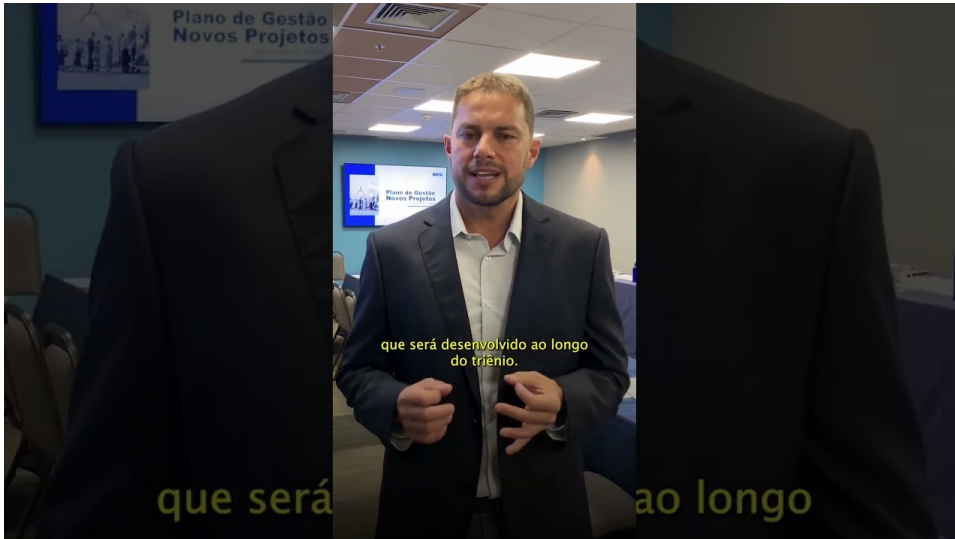 Plano de Gestão
Novos Projetos
Plano de Gestão
Novos Projetos
que será desenvolvido ao longo
do triênio.
que será
ao longo